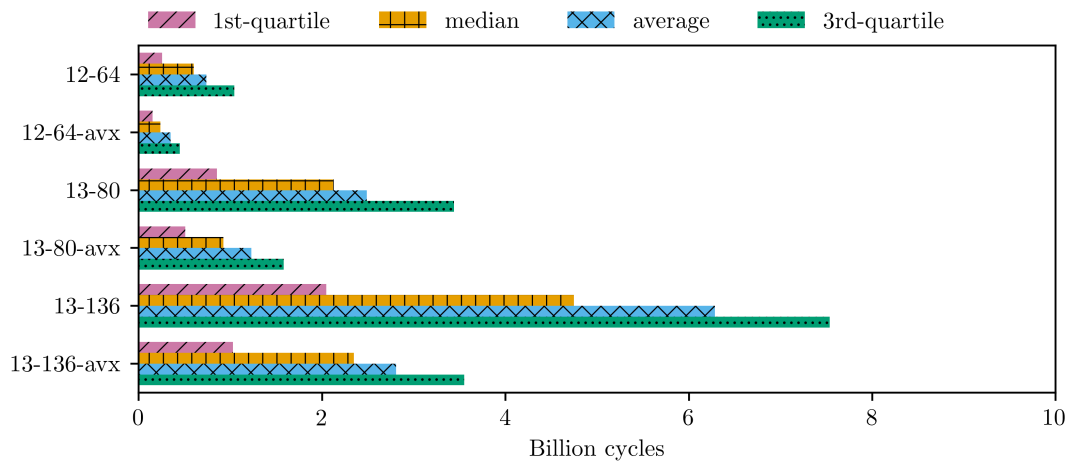 1st-quartile median average 3rd-quartile
12-64
12-64-avx
13-80
13-80-avx
13-136
13-136-avx
0 2 4 6 8 10
Billion cycles